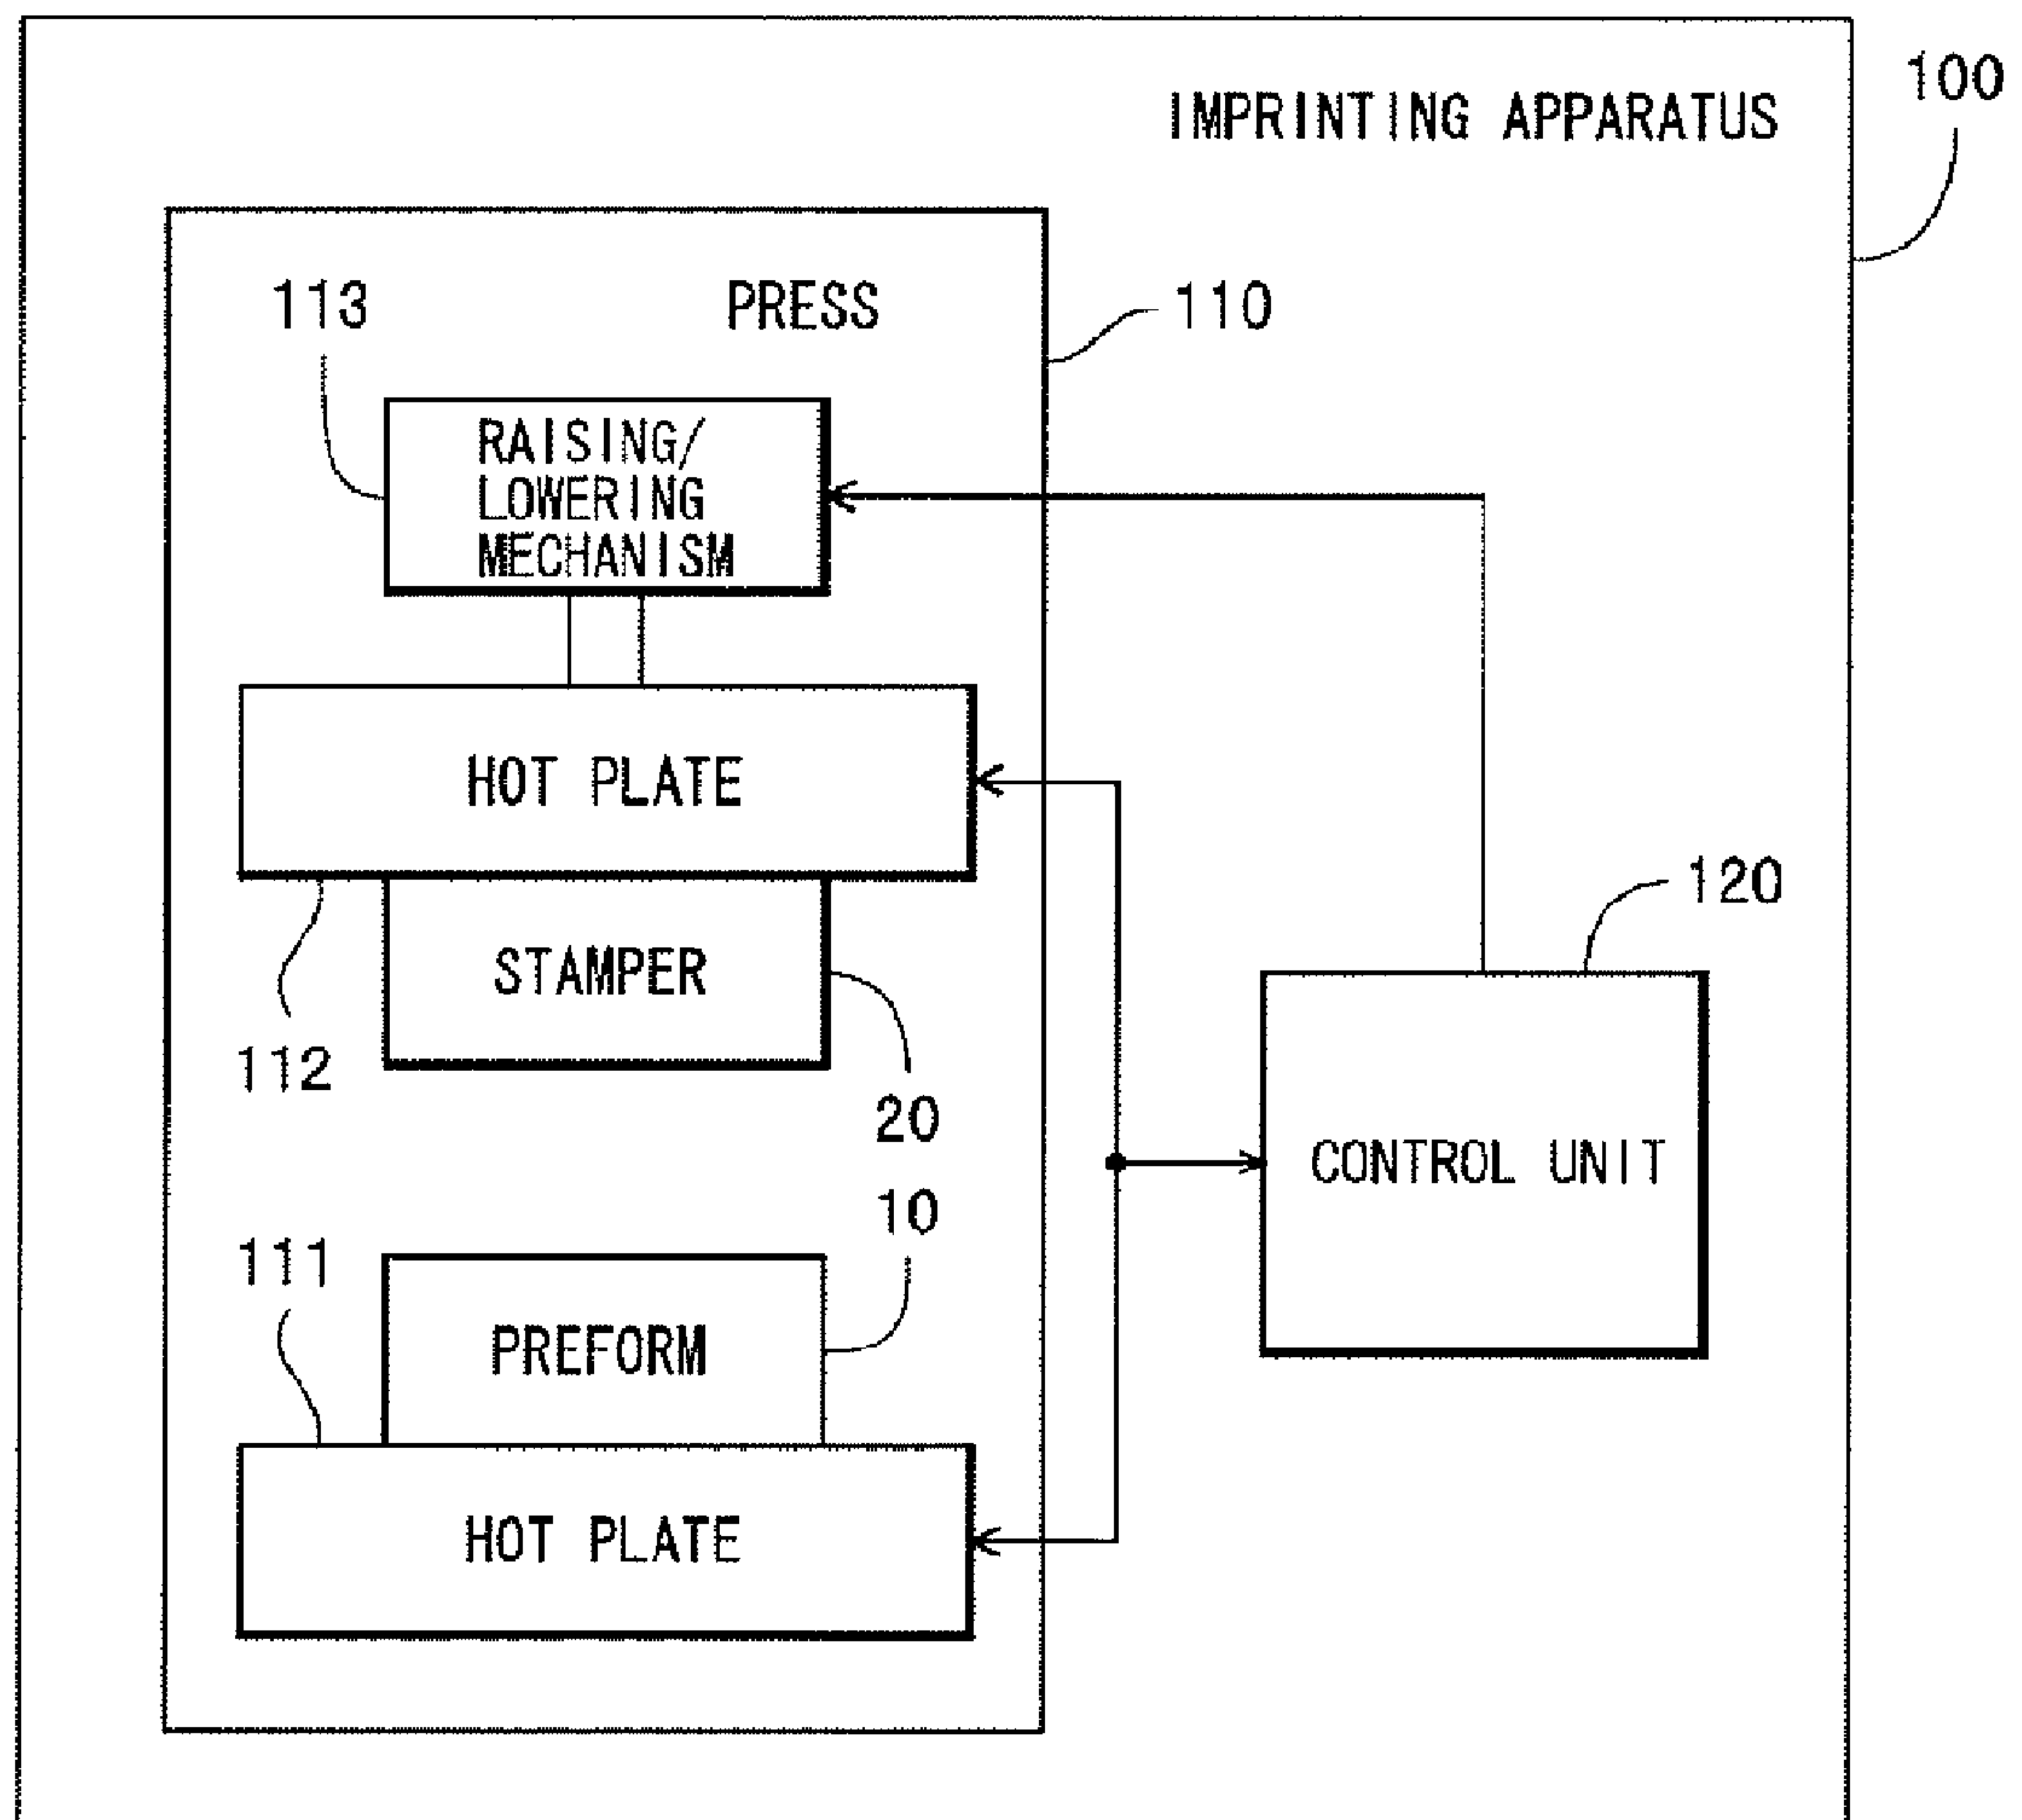 100
IMPRINTING APPARATUS
113
PRESS
110
RAISING/
LOWERING
MECHANISM
HOT PLATE
120
STAMPER
112
20
CONTROL UNIT
10
111
PREFORM
HOT PLATE